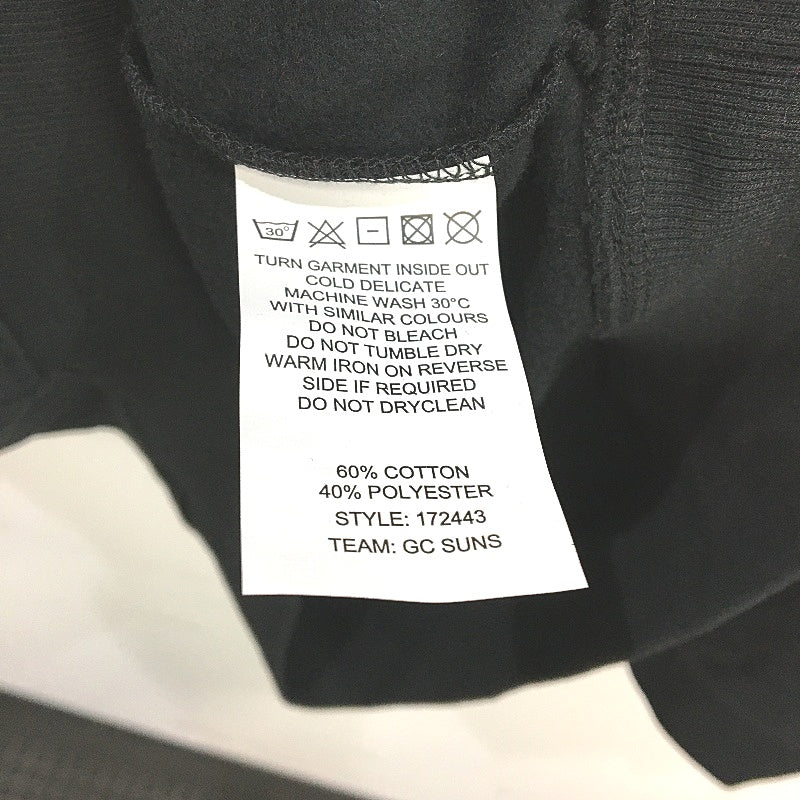 30°
TURN GARMENT INSIDE OUT
COLD DELICATE
MACHINE WASH 30°C
WITH SIMILAR COLOURS
DO NOT BLEACH
DO NOT TUMBLE DRY
WARM IRON ON REVERSE
SIDE IF REQUIRED
DO NOT DRYCLEAN
60% COTTON
40% POLYESTER
STYLE: 172443
TEAM: GC SUNS